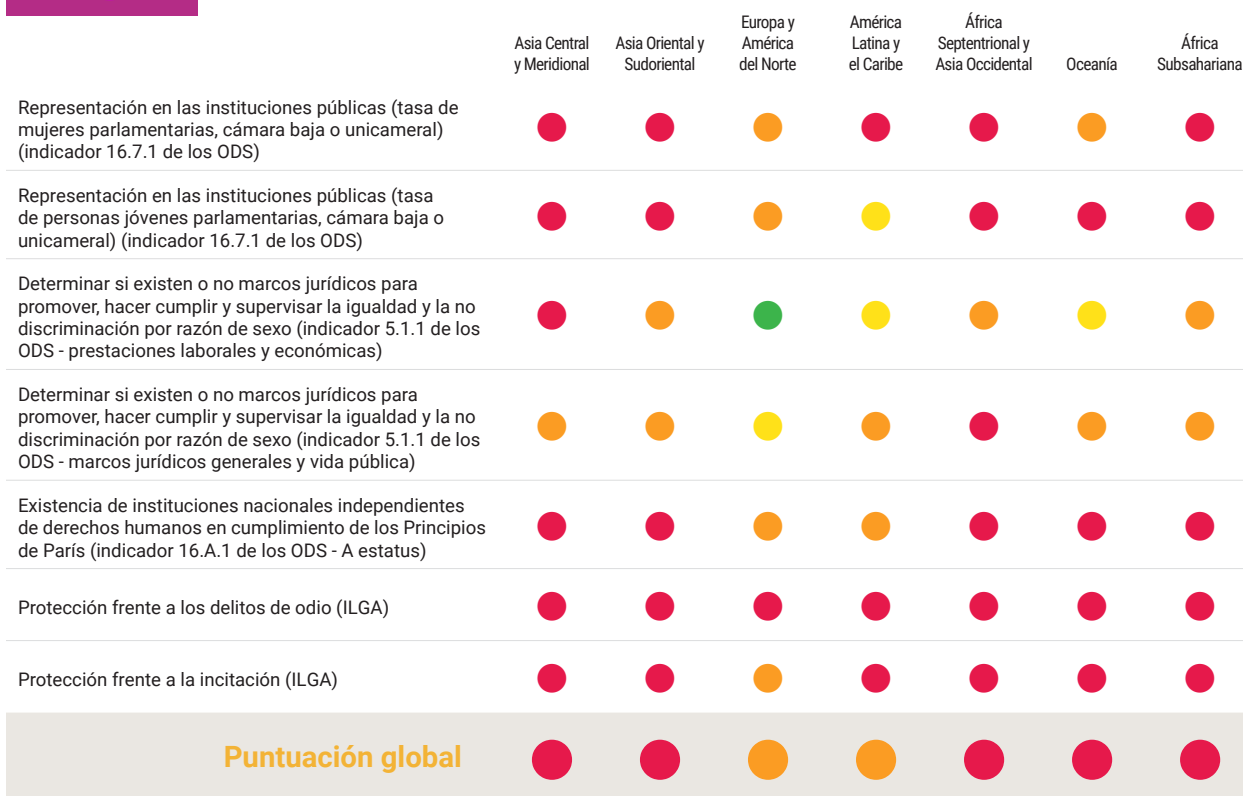 Asia Central
y Meridional
Asia Oriental y
Sudoriental
Europa y
América
del Norte
América
Latina y
el Caribe
África
Septentrional y
Asia Occidental
Oceanía
África
Subsahariana
Representación en las instituciones públicas (tasa de
mujeres parlamentarias, cámara baja o unicameral)
(indicador 16.7.1 de los ODS)
Representación en las instituciones públicas (tasa
de personas jóvenes parlamentarias, cámara baja o
unicameral) (indicador 16.7.1 de los ODS)
Determinar si existen o no marcos jurídicos para
promover, hacer cumplir y supervisar la igualdad y la no
discriminación por razón de sexo (indicador 5.1.1 de los
ODS - prestaciones laborales y económicas)
Determinar si existen o no marcos jurídicos para
promover, hacer cumplir y supervisar la igualdad y la no
discriminación por razón de sexo (indicador 5.1.1 de los
ODS - marcos jurídicos generales y vida pública)
Existencia de instituciones nacionales independientes
de derechos humanos en cumplimiento de los Principios
de París (indicador 16.A.1 de los ODS - A estatus)
Protección frente a los delitos de odio (ILGA)
Protección frente a la incitación (ILGA)
Puntuación global